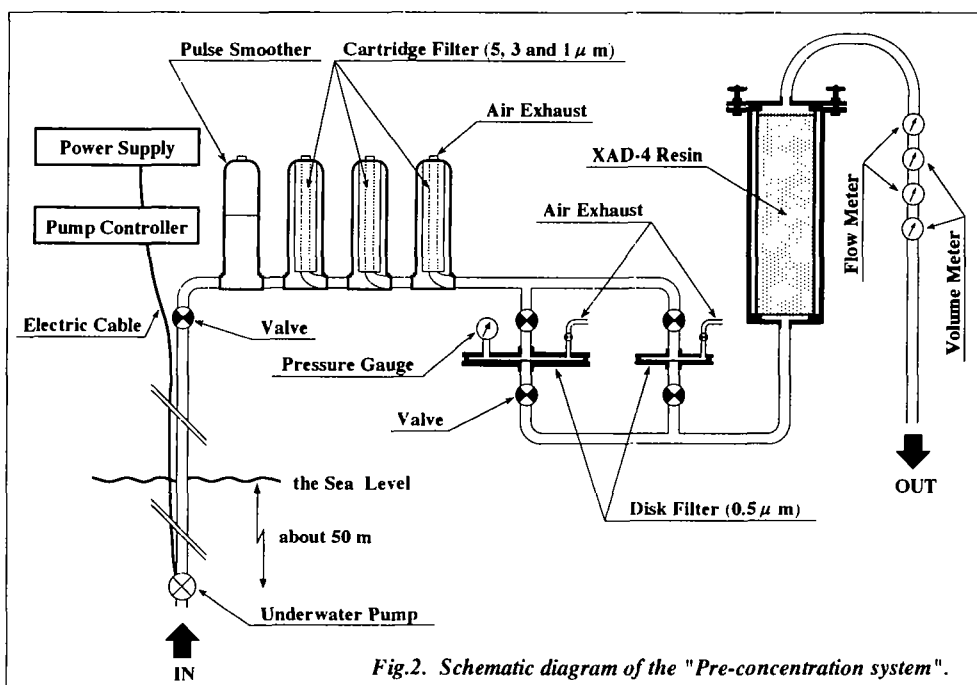 Pulse Smoother
Cartridge Filter (5, 3 and 1 μ m)
Air Exhaust
Power Supply
XAD-4 Resin
Pump Controller
Air Exhaust
Flow Meter
Volume Meter
Electric Cable
Valve
Pressure Gauge
Valve
the Sea Level
OUT
Disk Filter (0.5 μ m)
about 50 m
Underwater Pump
IN
Fig.2. Schematic diagram of the "Pre-concentration system".